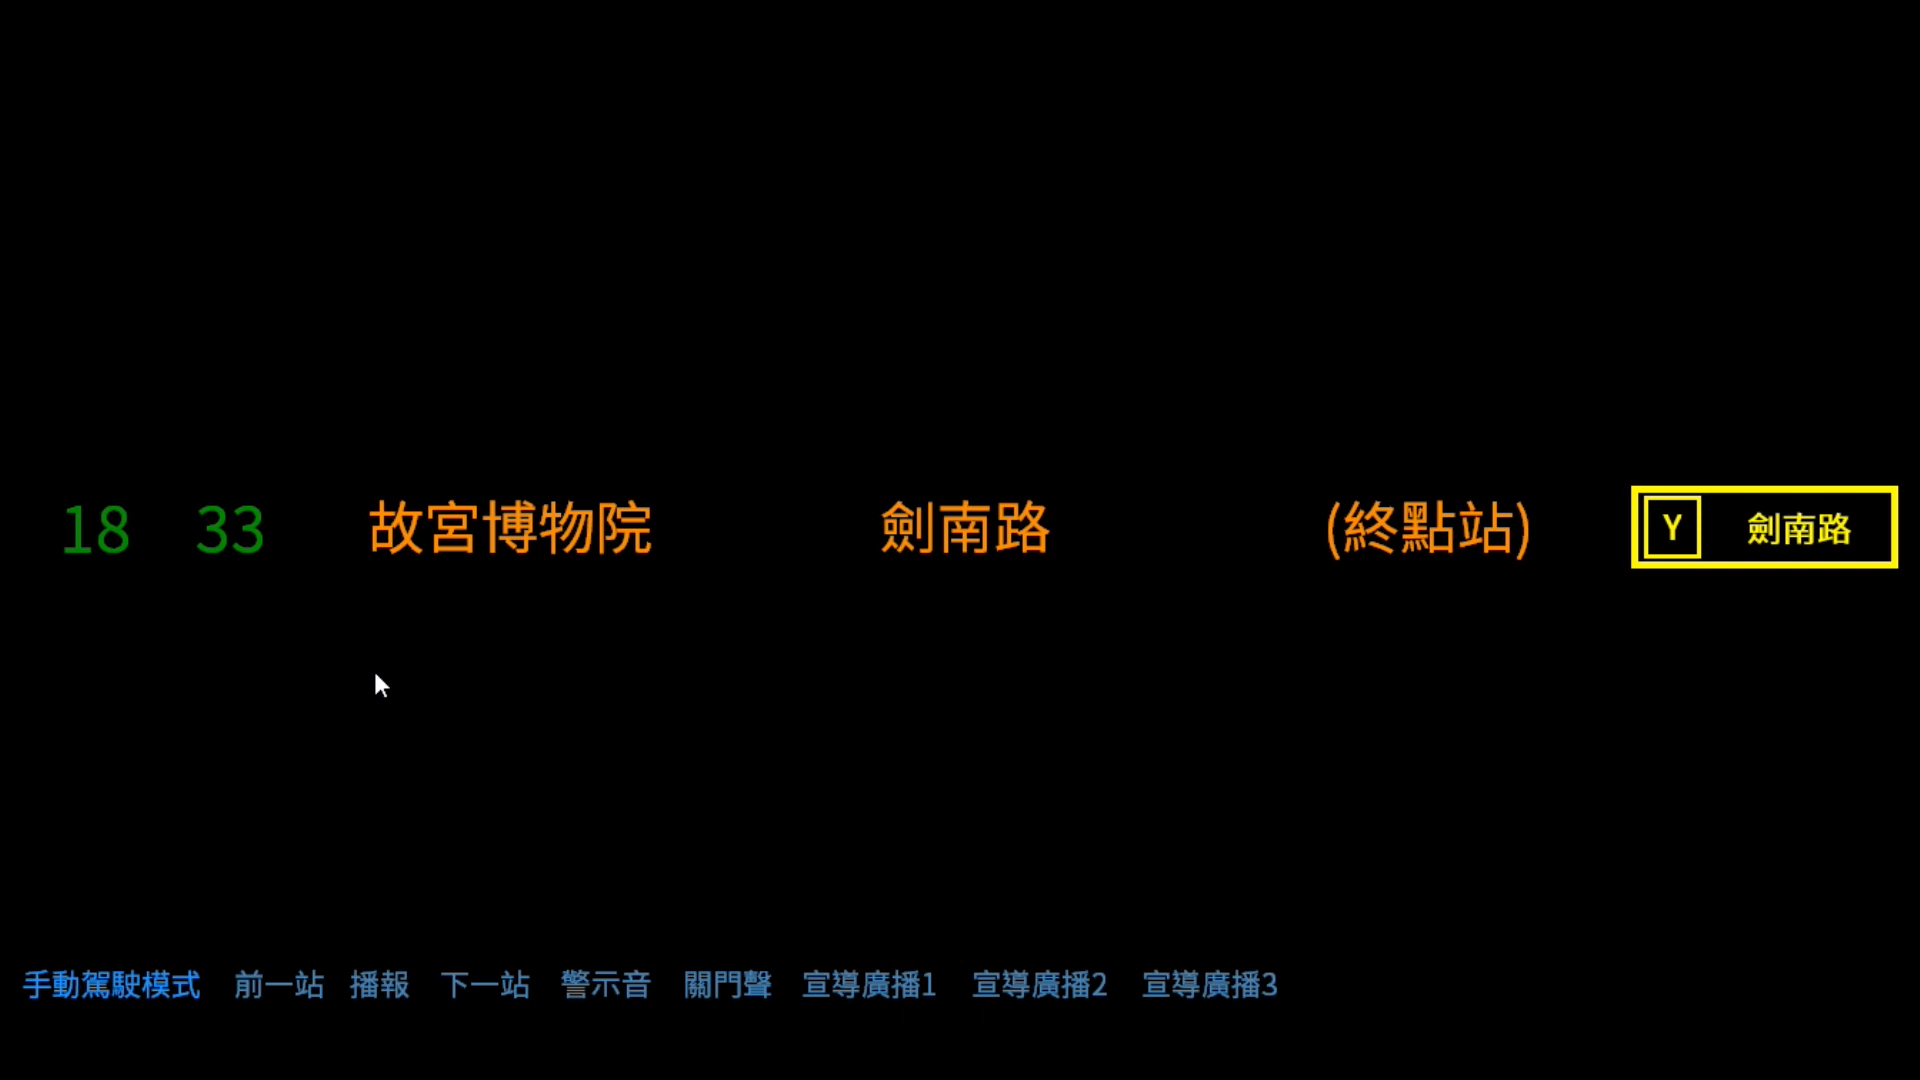 18 33 故宮博物院 劍南路 (終點站) Y 劍南路
手動駕駛模式 前一站 播報 下一站 警示音 關門聲 宣導廣播1 宣導廣播2 宣導廣播3